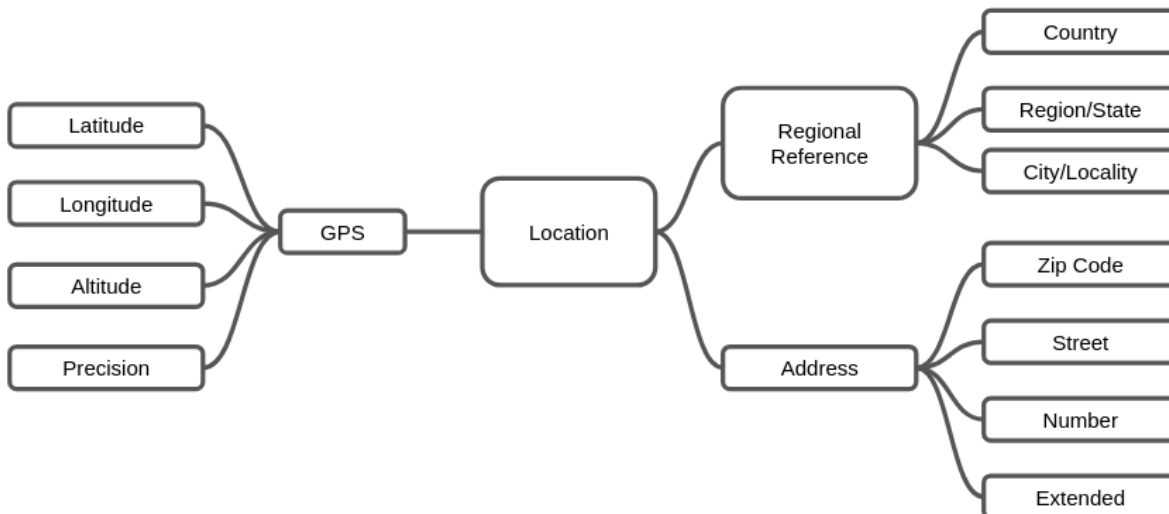 Latitude
Longitude
Altitude
Precision
GPS
Location
Regional
Reference
Address
Country
Region/State
City/Locality
Zip Code
Street
Number
Extended